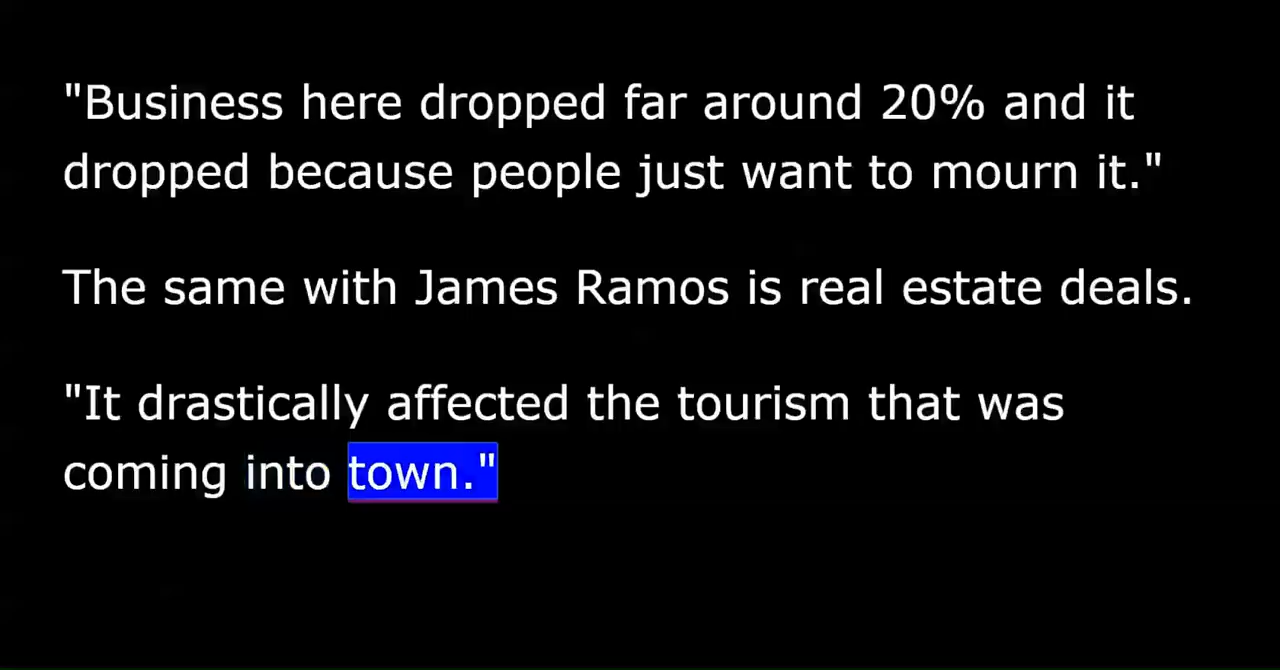 "Business here dropped far around 20% and it
dropped because people just want to mourn it."
The same with James Ramos is real estate deals.
"It drastically affected the tourism that was
coming into town."